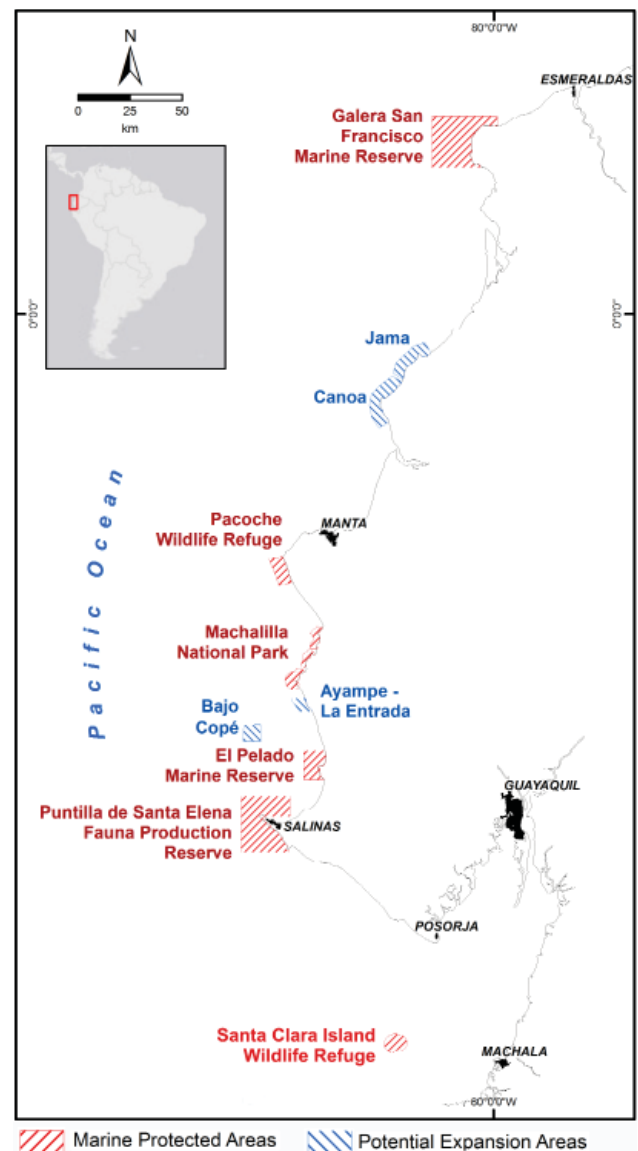 80°0'0"W
N
0 25 50
km
ESMERALDAS
Galera San
Francisco
Marine Reserve
0°0'0"
0°0'0"
Jama
Canoa
Pacific Ocean
Pacoche
Wildlife Refuge
MANTA
Machalilla
National Park
Ayampe -
La Entrada
Bajo
Copé
El Pelado
Marine Reserve
GUAYAQUIL
Puntilla de Santa Elena
Fauna Production
Reserve
SALINAS
POSORJA
Santa Clara Island
Wildlife Refuge
MACHALA
80°0'0"W
Marine Protected Areas
Potential Expansion Areas